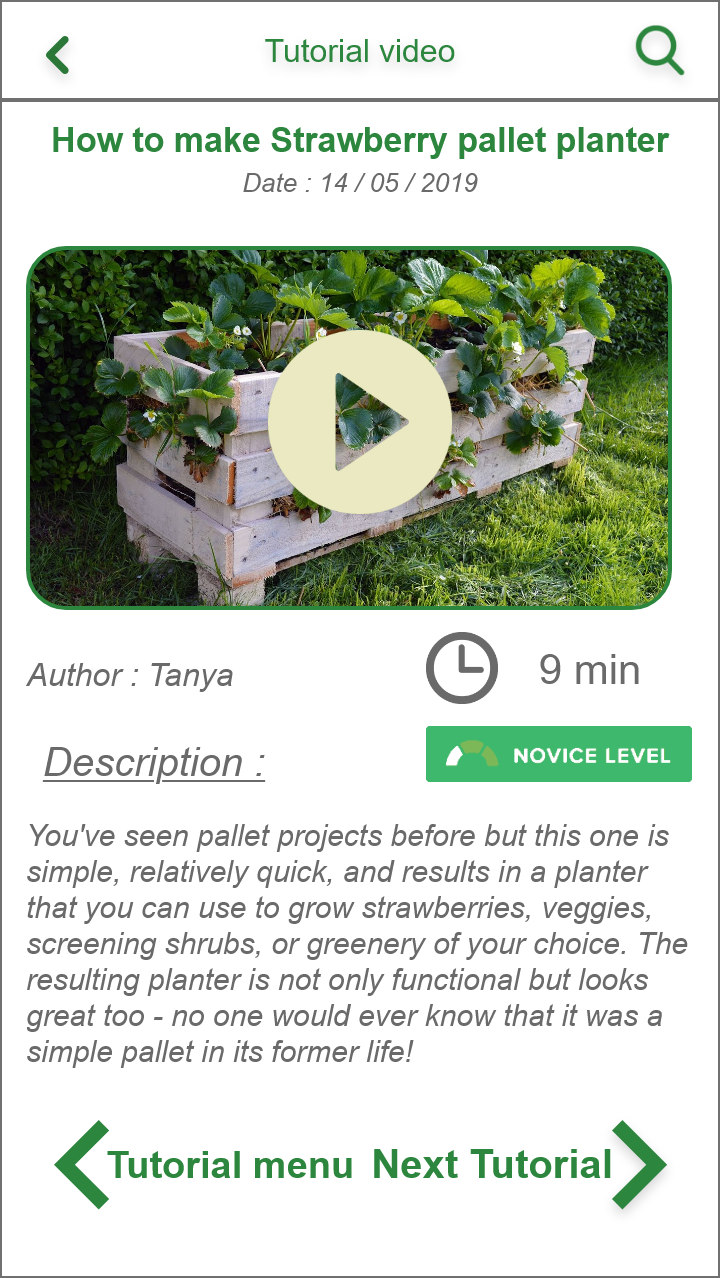 Tutorial video
How to make Strawberry pallet planter
Date : 14 / 05 / 2019
Author : Tanya
9 min
Description :
NOVICE LEVEL
You've seen pallet projects before but this one is
simple, relatively quick, and results in a planter
that you can use to grow strawberries, veggies,
screening shrubs, or greenery of your choice. The
resulting planter is not only functional but looks
great too - no one would ever know that it was a
simple pallet in its former life!
Tutorial menu Next Tutorial